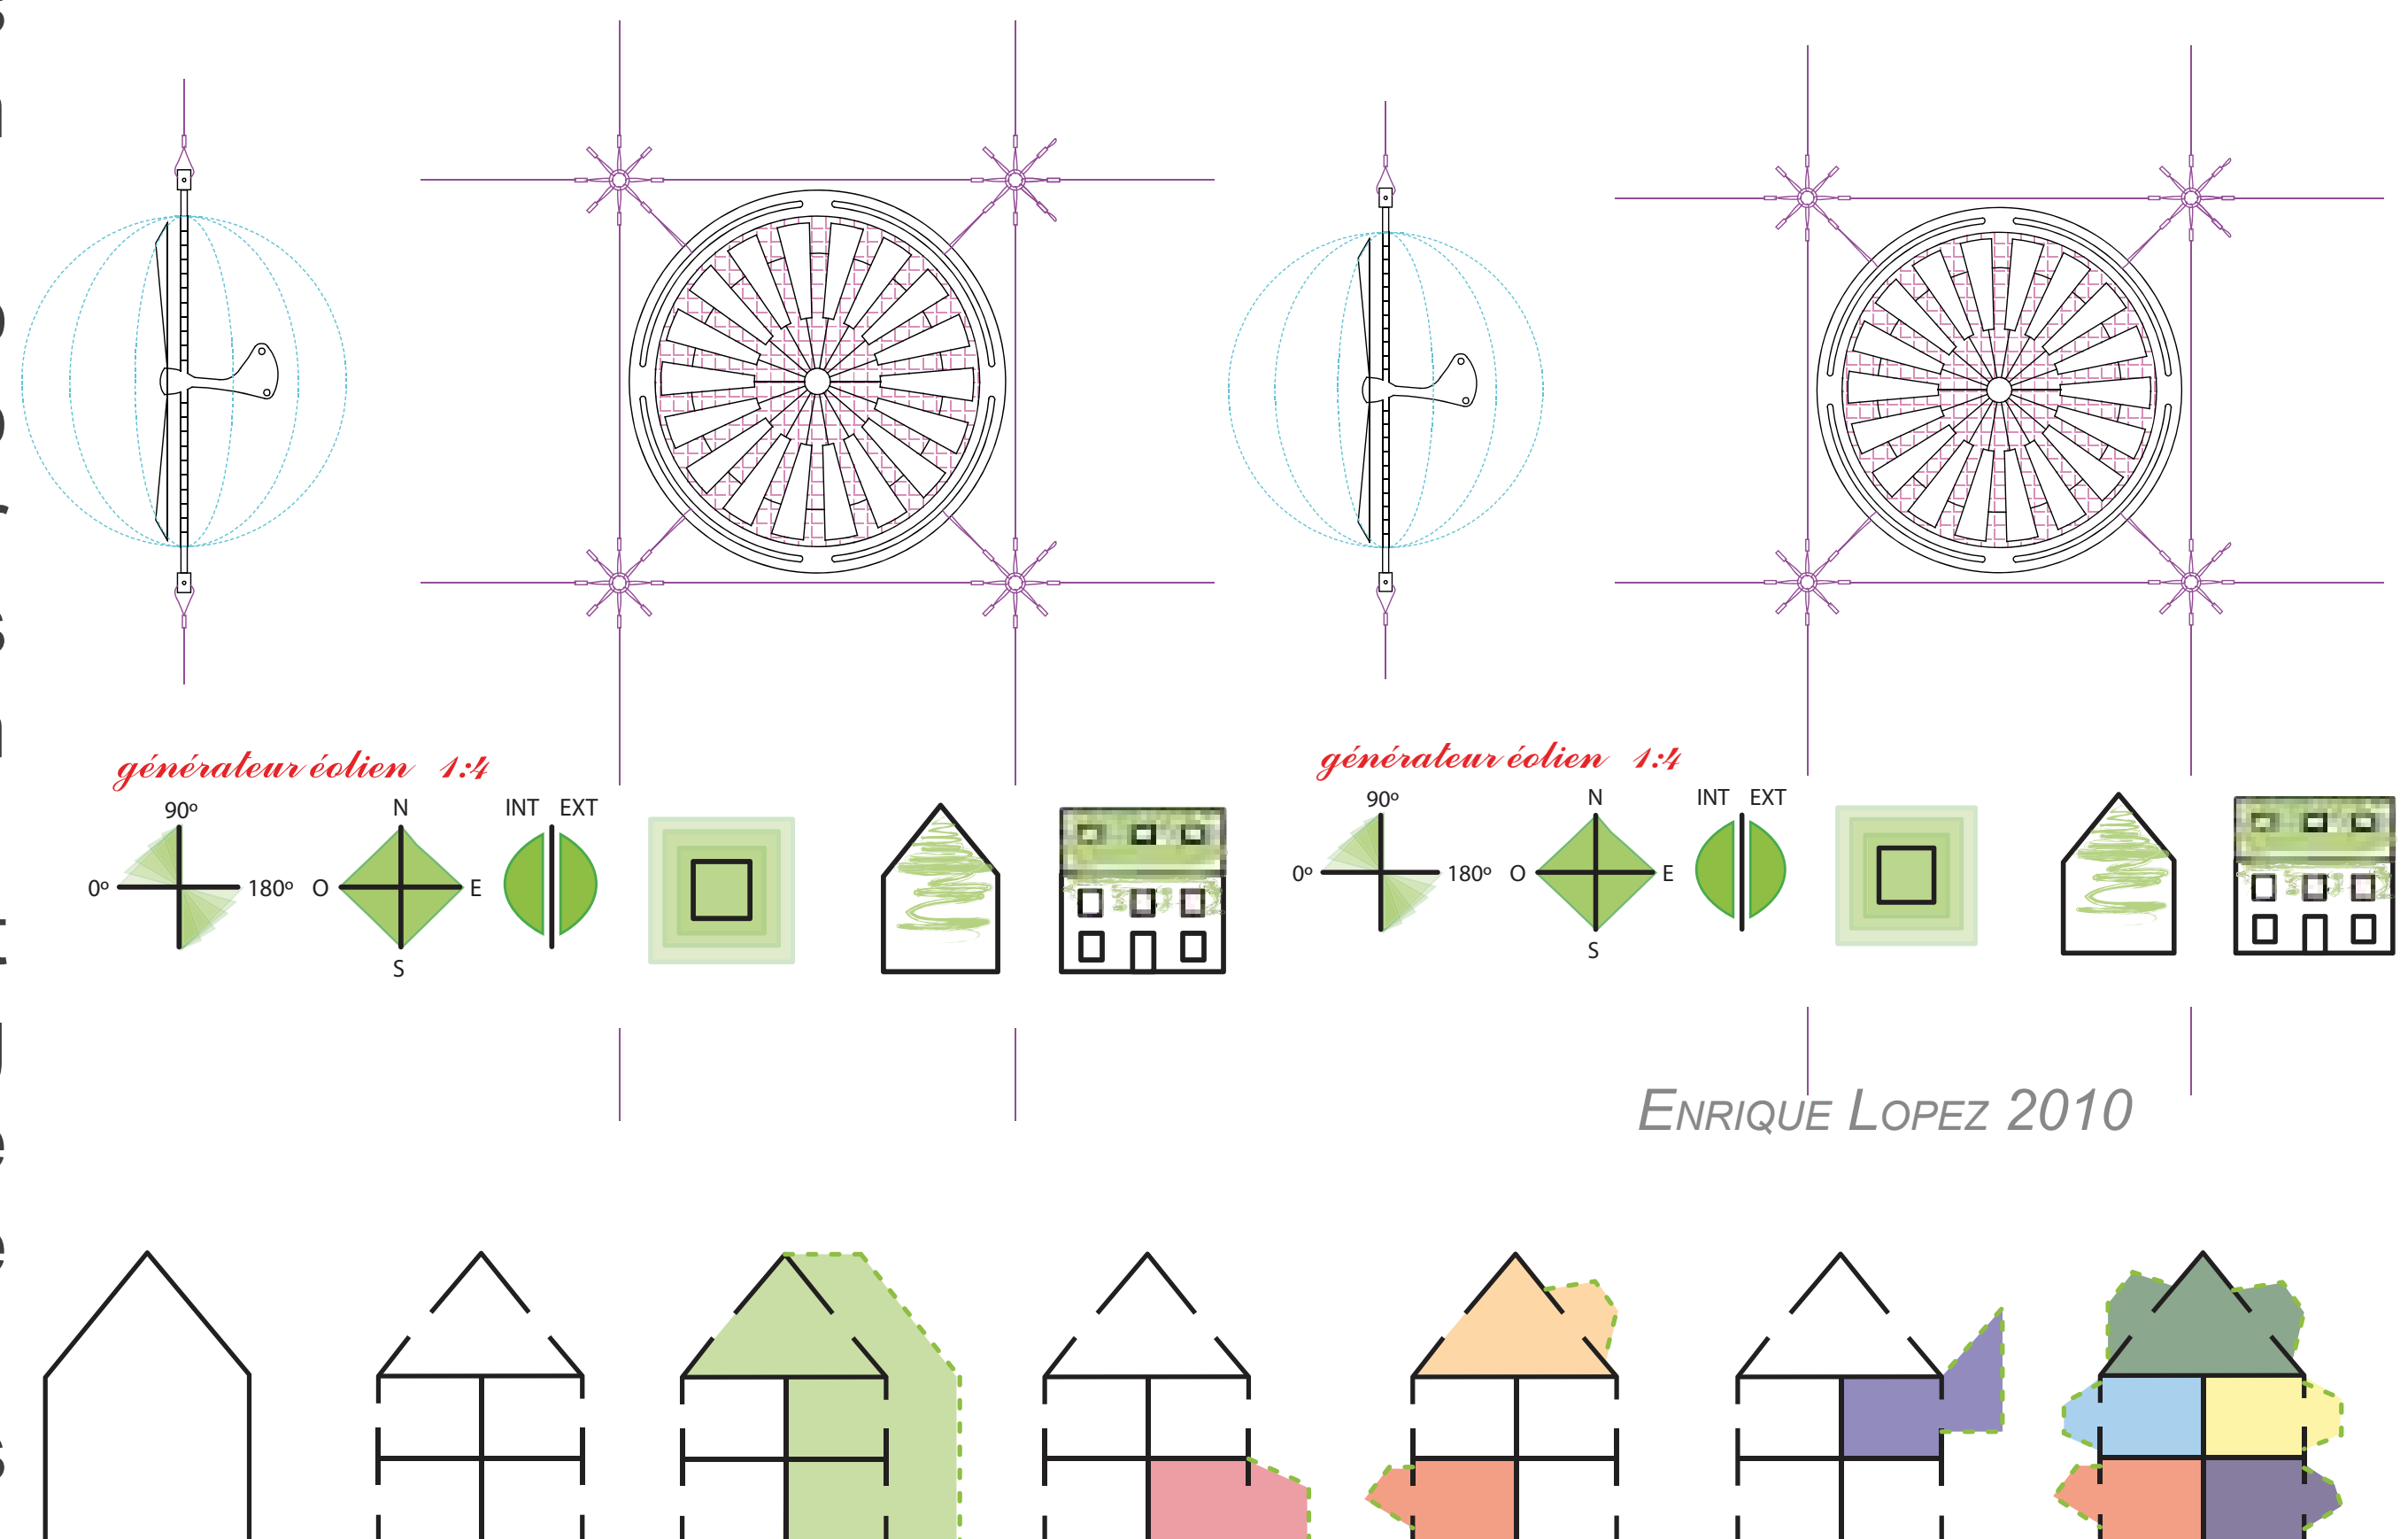 générateur éolien 1:4
90º
0º
180º
N
O
E
S
INT EXT
générateur éolien 1:4
90º
0º
180º
N
O
E
S
INT EXT
ENRIQUE LOPEZ 2010